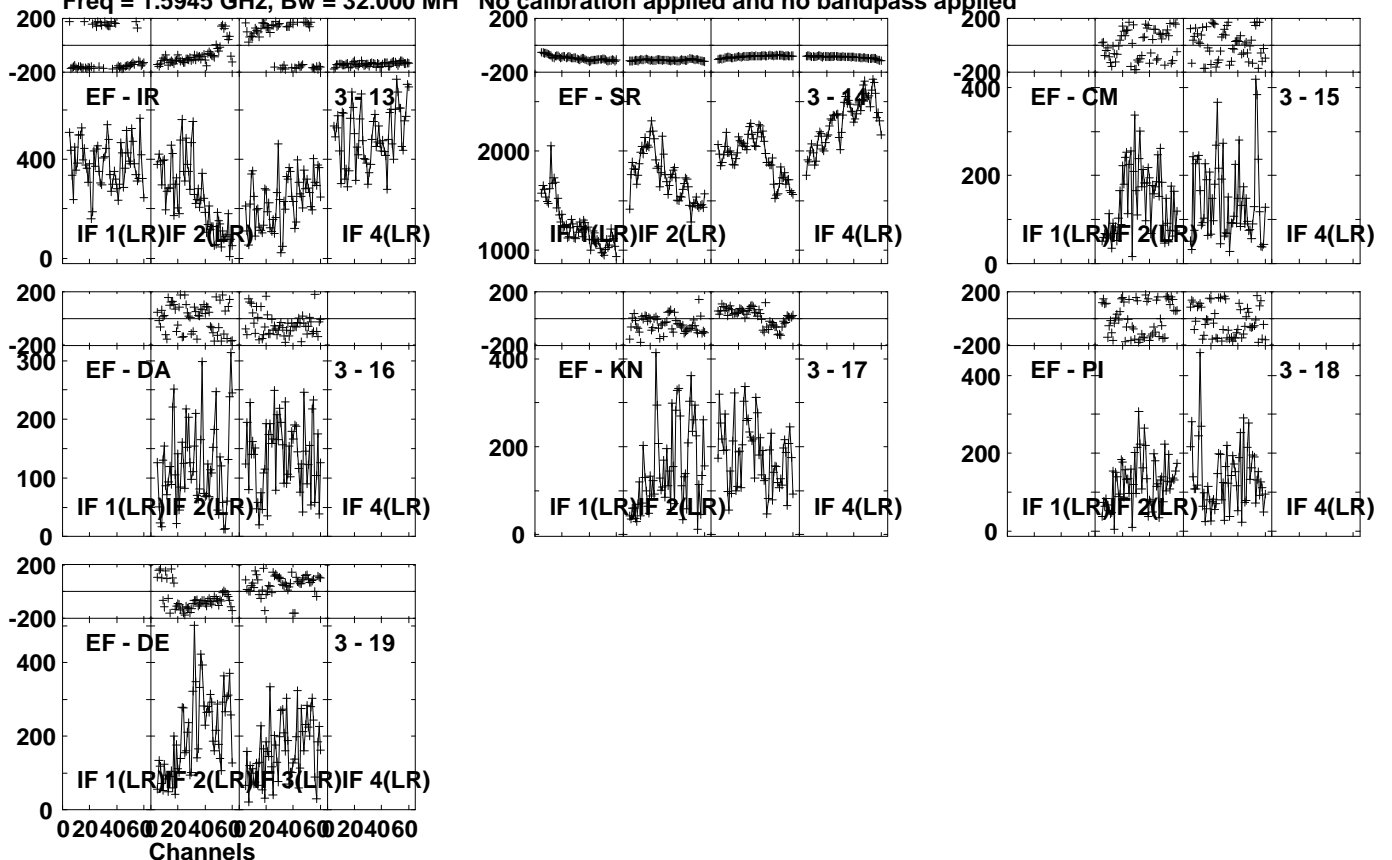 Freq = 1.5945 GHz, Bw = 32.000 MH No calibration applied and no bandpass applied
200
-200
EF - IR
3 - 13
400
0
IF 1(LR)
IF 2(LR)
IF 4(LR)
200
-200
EF - SR
3 - 14
2000
1000
IF 1(LR)
IF 2(LR)
IF 4(LR)
200
-200
400
EF - CM
3 - 15
200
0
IF 1(LR)
IF 2(LR)
IF 4(LR)
200
-200
300
EF - DA
3 - 16
200
100
0
IF 1(LR)
IF 2(LR)
IF 4(LR)
200
-200
400
EF - KN
3 - 17
200
0
IF 1(LR)
IF 2(LR)
IF 4(LR)
200
-200
400
EF - PI
3 - 18
200
0
IF 1(LR)
IF 2(LR)
IF 4(LR)
200
-200
EF - DE
3 - 19
400
200
0
IF 1(LR)
IF 2(LR)
IF 3(LR)
IF 4(LR)
0 20 40 60 0 20 40 60 0 20 40 60 0 20 40 60
Channels